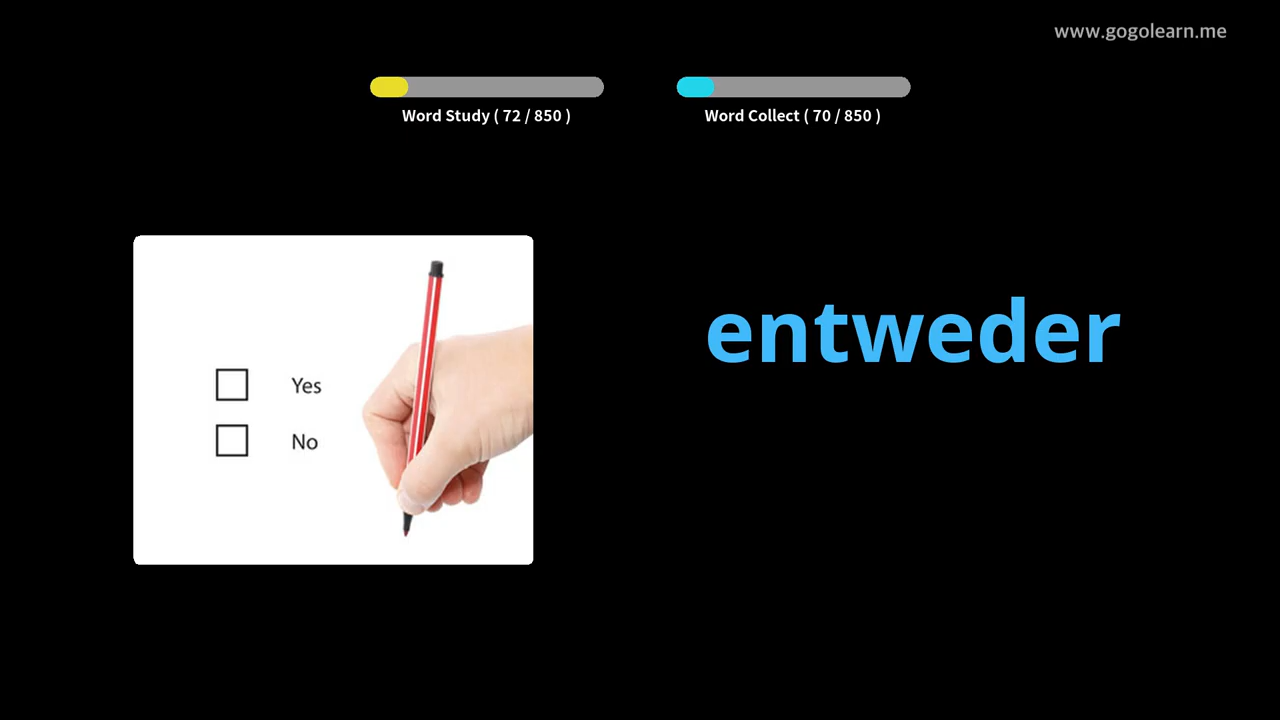 www.gogolearn.me
Word Study ( 72 / 850 )
Word Collect ( 70 / 850 )
entweder
Yes
No